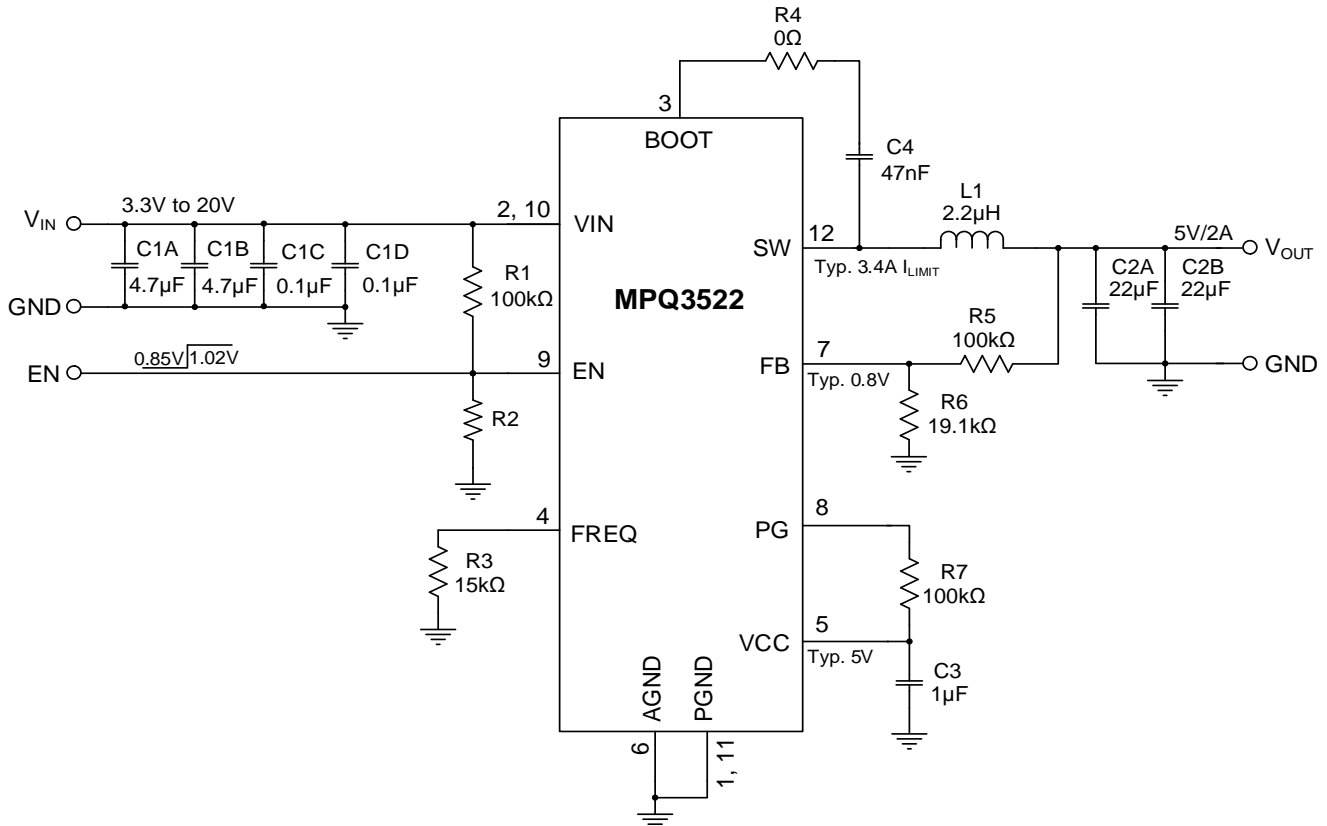 R4
0Ω
3
BOOT
C4
47nF
L1
2.2µH
V_IN
3.3V to 20V
2, 10
VIN
C1A
4.7µF
C1B
4.7µF
C1C
0.1µF
C1D
0.1µF
R1
100kΩ
GND
SW
12
Typ. 3.4A I_LIMIT
5V/2A
V_OUT
C2A
22µF
C2B
22µF
MPQ3522
R5
100kΩ
EN
0.85V
1.02V
9
EN
FB
7
Typ. 0.8V
GND
R2
R6
19.1kΩ
4
FREQ
R3
15kΩ
PG
8
R7
100kΩ
VCC
5
Typ. 5V
C3
1µF
AGND
PGND
6
1, 11